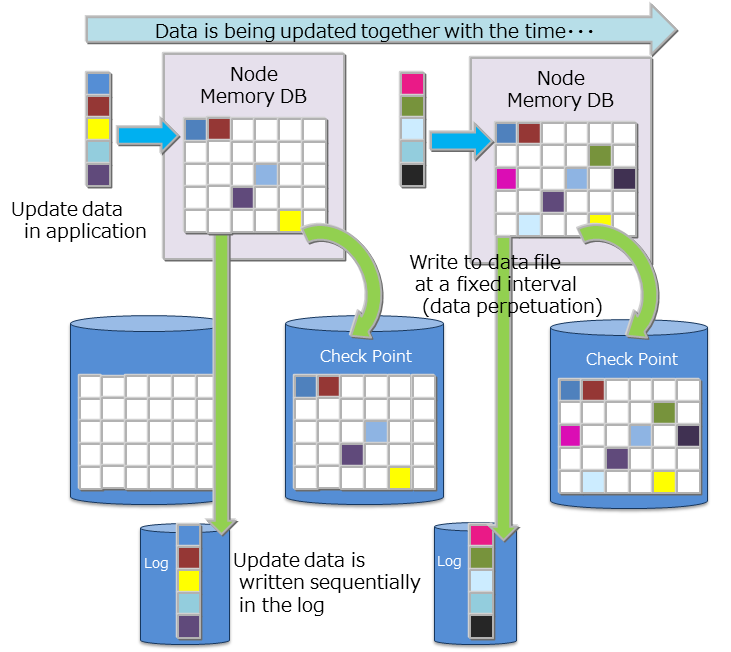 Data is being updated together with the time・・・
Node
Memory DB
Node
Memory DB
Update data
in application
Write to data file
at a fixed interval
(data perpetuation)
Check Point
Check Point
Log
Update data is
written sequentially
in the log
Log